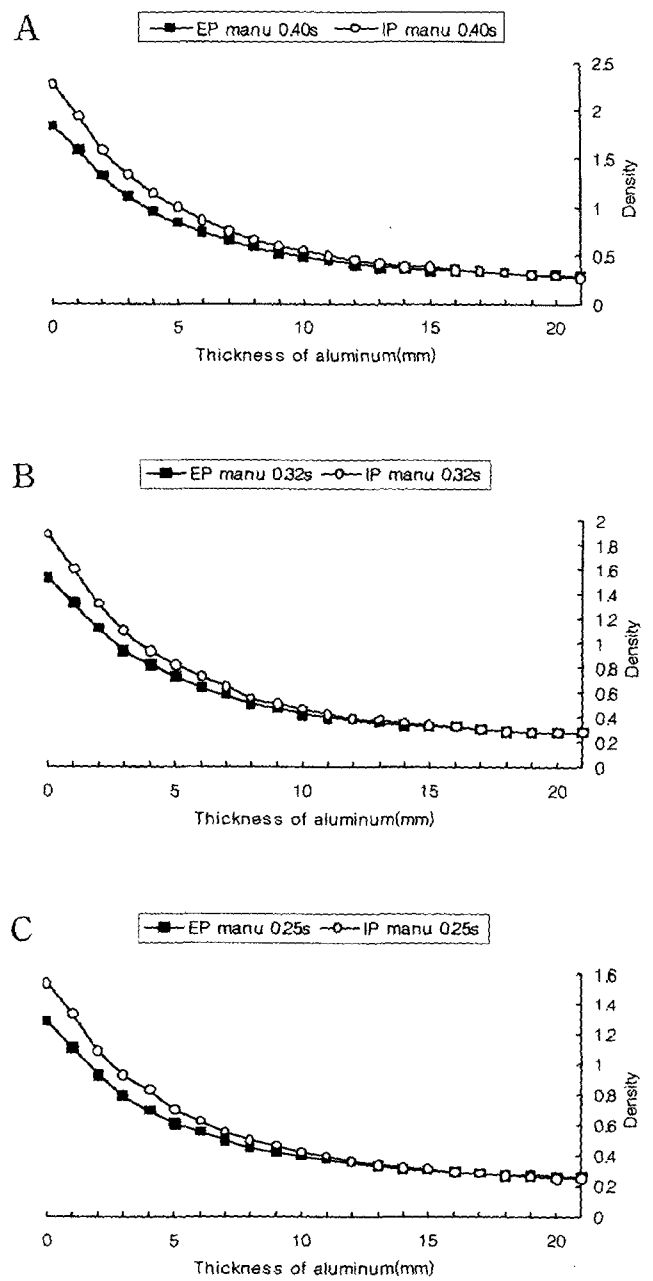 A
EP manu 0.40s IP manu 0.40s
2.5
2
1.5
1
0.5
0
Density
0 5 10 15 20
Thickness of aluminum(mm)
B
EP manu 0.32s IP manu 0.32s
2
1.8
1.6
1.4
1.2
1
0.8
0.6
0.4
0.2
0
Density
0 5 10 15 20
Thickness of aluminum(mm)
C
EP manu 0.25s IP manu 0.25s
1.6
1.4
1.2
1
0.8
0.6
0.4
0.2
0
Density
0 5 10 15 20
Thickness of aluminum(mm)